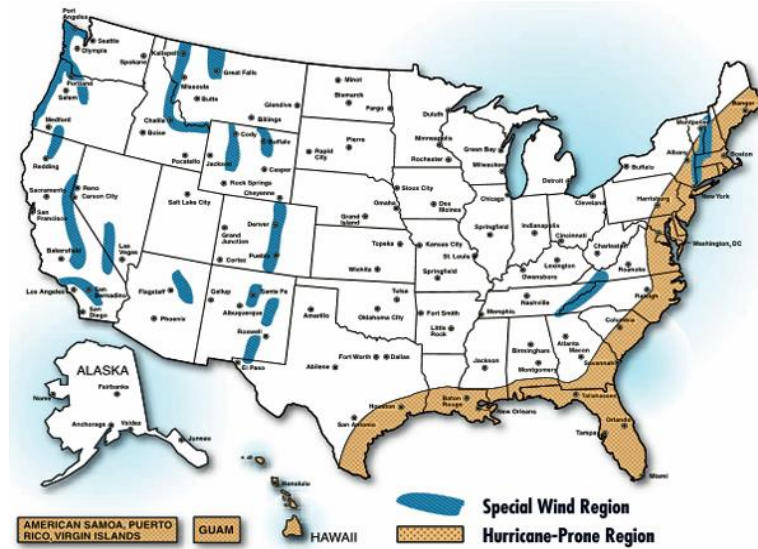 Port
Angeles
Seattle
Olympia
Spokane
Kalispell
Great Falls
Missoula
Butte
Glendive
Billings
Portland
Salem
Medford
Challis
Boise
Pocatello
Cody
Buffalo
Jackson
Casper
Rock Springs
Cheyenne
Minot
Bismarck
Fargo
Pierre
Rapid
City
Duluth
Minneapolis
Rochester
Green Bay
Milwaukee
Sioux City
Des
Moines
Omaha
Grand
Island
Chicago
Detroit
Buffalo
Albany
Montpelier
Bangor
Boston
New York
Harrisburg
Cleveland
Washington, DC
Redding
Reno
Carson City
Sacramento
San
Francisco
Salt Lake City
Denver
Grand
Junction
Pueblo
Cortez
Topeka
Wichita
Kansas City
St. Louis
Springfield
Springfield
Indianapolis
Cincinnati
Charleston
Lexington
Owensboro
Roanoke
Raleigh
Bakersfield
Las
Vegas
Los Angeles
San
Bernadino
San
Diego
Flagstaff
Phoenix
Gallup
Santa Fe
Albuquerque
Roswell
El Paso
Amarillo
Tulsa
Oklahoma City
Fort Smith
Little
Rock
Memphis
Nashville
Columbia
Atlanta
Macon
Savannah
Birmingham
Montgomery
Jackson
Fort Worth
Dallas
Abilene
San Antonio
Houston
Baton
Rouge
New Orleans
Tallahassee
Orlando
Tampa
Miami
ALASKA
Fairbanks
Nome
Anchorage
Valdez
Juneau
Honolulu
HAWAII
AMERICAN SAMOA, PUERTO
RICO, VIRGIN ISLANDS
GUAM
Special Wind Region
Hurricane-Prone Region